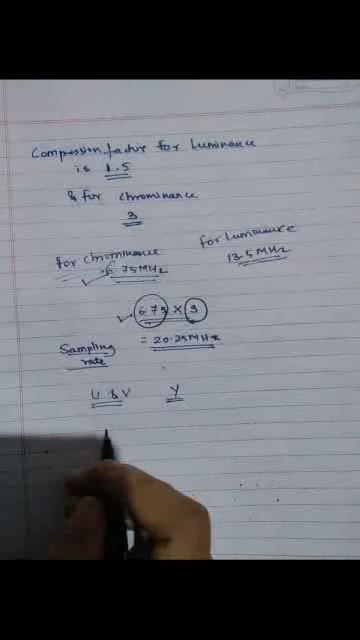 Compression factor for Luminance
is 1.5
& for chrominance
3
for chrominance
6.75MHz
for Luminance
13.5MHz
6.75 × 3
= 20.25MHz
Sampling
rate
U & V Y